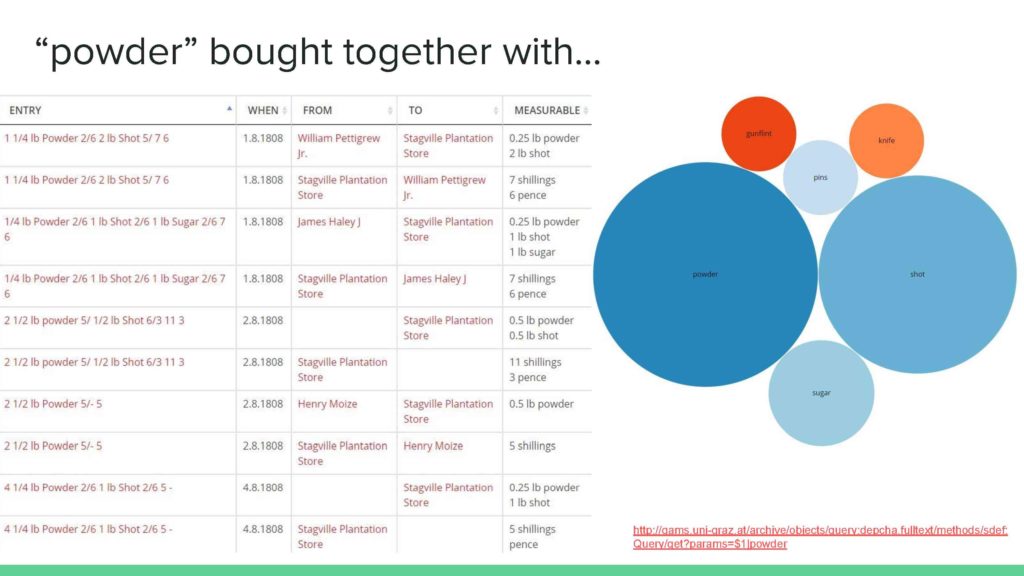 “powder” bought together with...
ENTRY WHEN FROM TO MEASURABLE
1 1/4 lb Powder 2/6 2 lb Shot 5/ 7 6 1.8.1808 William Pettigrew Stagville Plantation 0.25 lb powder
Jr. Store 2 lb shot
1 1/4 lb Powder 2/6 2 lb Shot 5/ 7 6 1.8.1808 Stagville Plantation William Pettigrew 7 shillings
Store Jr. 6 pence
1/4 lb Powder 2/6 1 lb Shot 2/6 1 lb Sugar 2/6 7 1.8.1808 James Haley J Stagville Plantation 0.25 lb powder
6 Store 1 lb shot
1 lb sugar
1/4 lb Powder 2/6 1 lb Shot 2/6 1 lb Sugar 2/6 7 1.8.1808 Stagville Plantation James Haley J 7 shillings
6 Store 6 pence
2 1/2 lb powder 5/ 1/2 lb Shot 6/3 11 3 2.8.1808 Stagville Plantation 0.5 lb powder
Store 0.5 lb shot
2 1/2 lb powder 5/ 1/2 lb Shot 6/3 11 3 2.8.1808 Stagville Plantation 11 shillings
Store 3 pence
2 1/2 lb Powder 5/- 5 2.8.1808 Henry Moize Stagville Plantation 0.5 lb powder
Store
2 1/2 lb Powder 5/- 5 2.8.1808 Stagville Plantation Henry Moize 5 shillings
Store
4 1/4 lb Powder 2/6 1 lb Shot 2/6 5 - 4.8.1808 Stagville Plantation 0.25 lb powder
Store 1 lb shot
4 1/4 lb Powder 2/6 1 lb Shot 2/6 5 - 4.8.1808 Stagville Plantation 5 shillings
Store pence
gunflint
knife
pins
powder
shot
sugar
http://gams.uni-graz.at/archive/objects/query:depcha.fulltext/methods/sdef:
Query/get?params=$1|powder